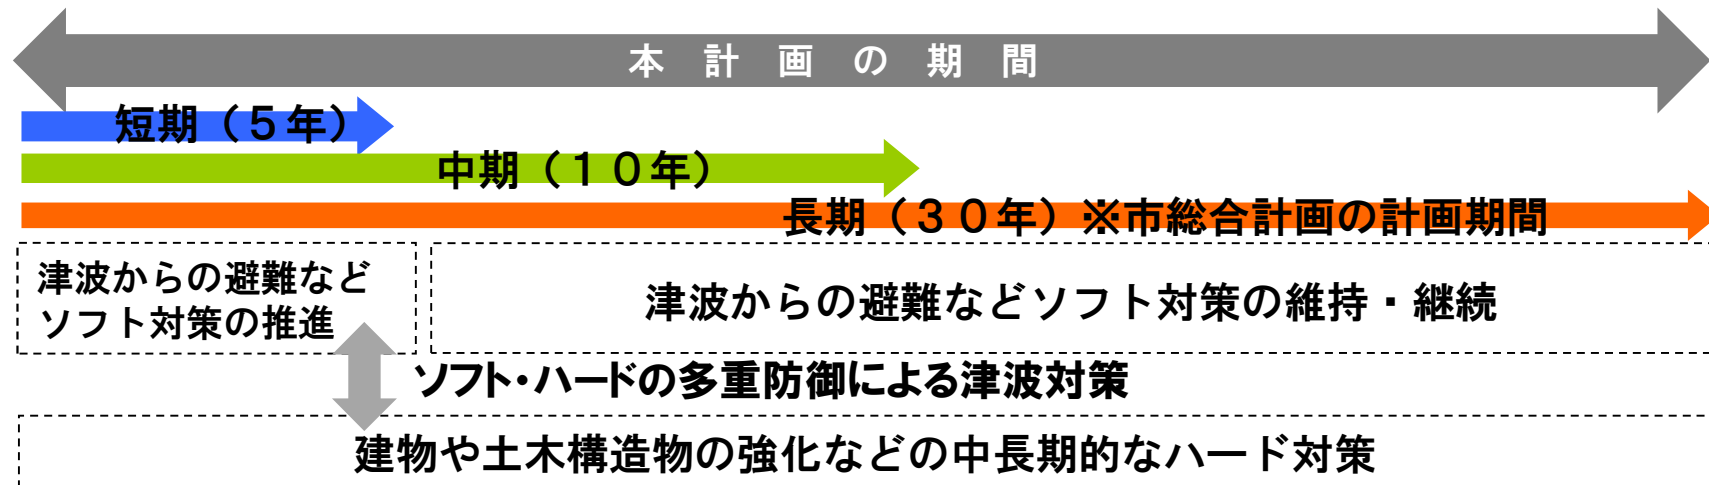 本計画の期間
短期（５年）
中期（１０年）
長期（３０年）※市総合計画の計画期間
津波からの避難など
ソフト対策の推進
津波からの避難などソフト対策の維持・継続
ソフト・ハードの多重防御による津波対策
建物や土木構造物の強化などの中長期的なハード対策